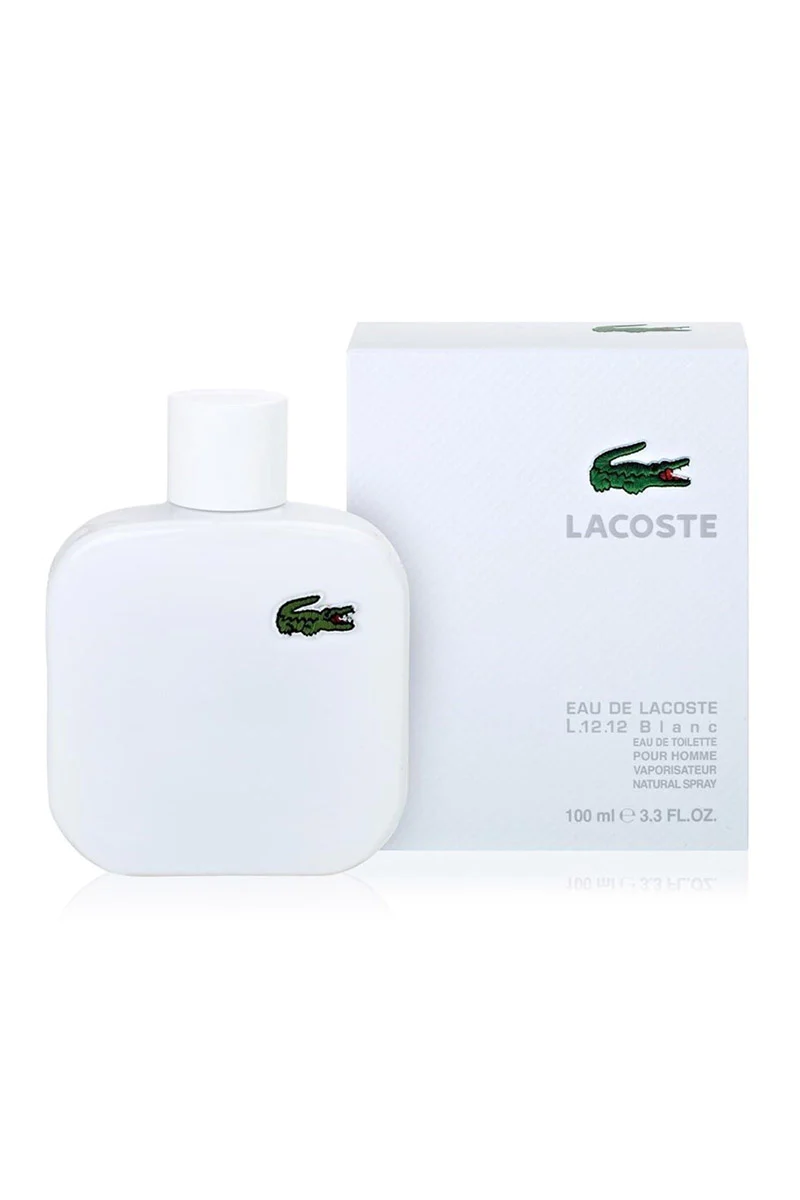 LACOSTE
EAU DE LACOSTE
L.12.12 Blanc
EAU DE TOILETTE
POUR HOMME
VAPORISATEUR
NATURAL SPRAY
100 ml ℮ 3.3 FL.OZ.